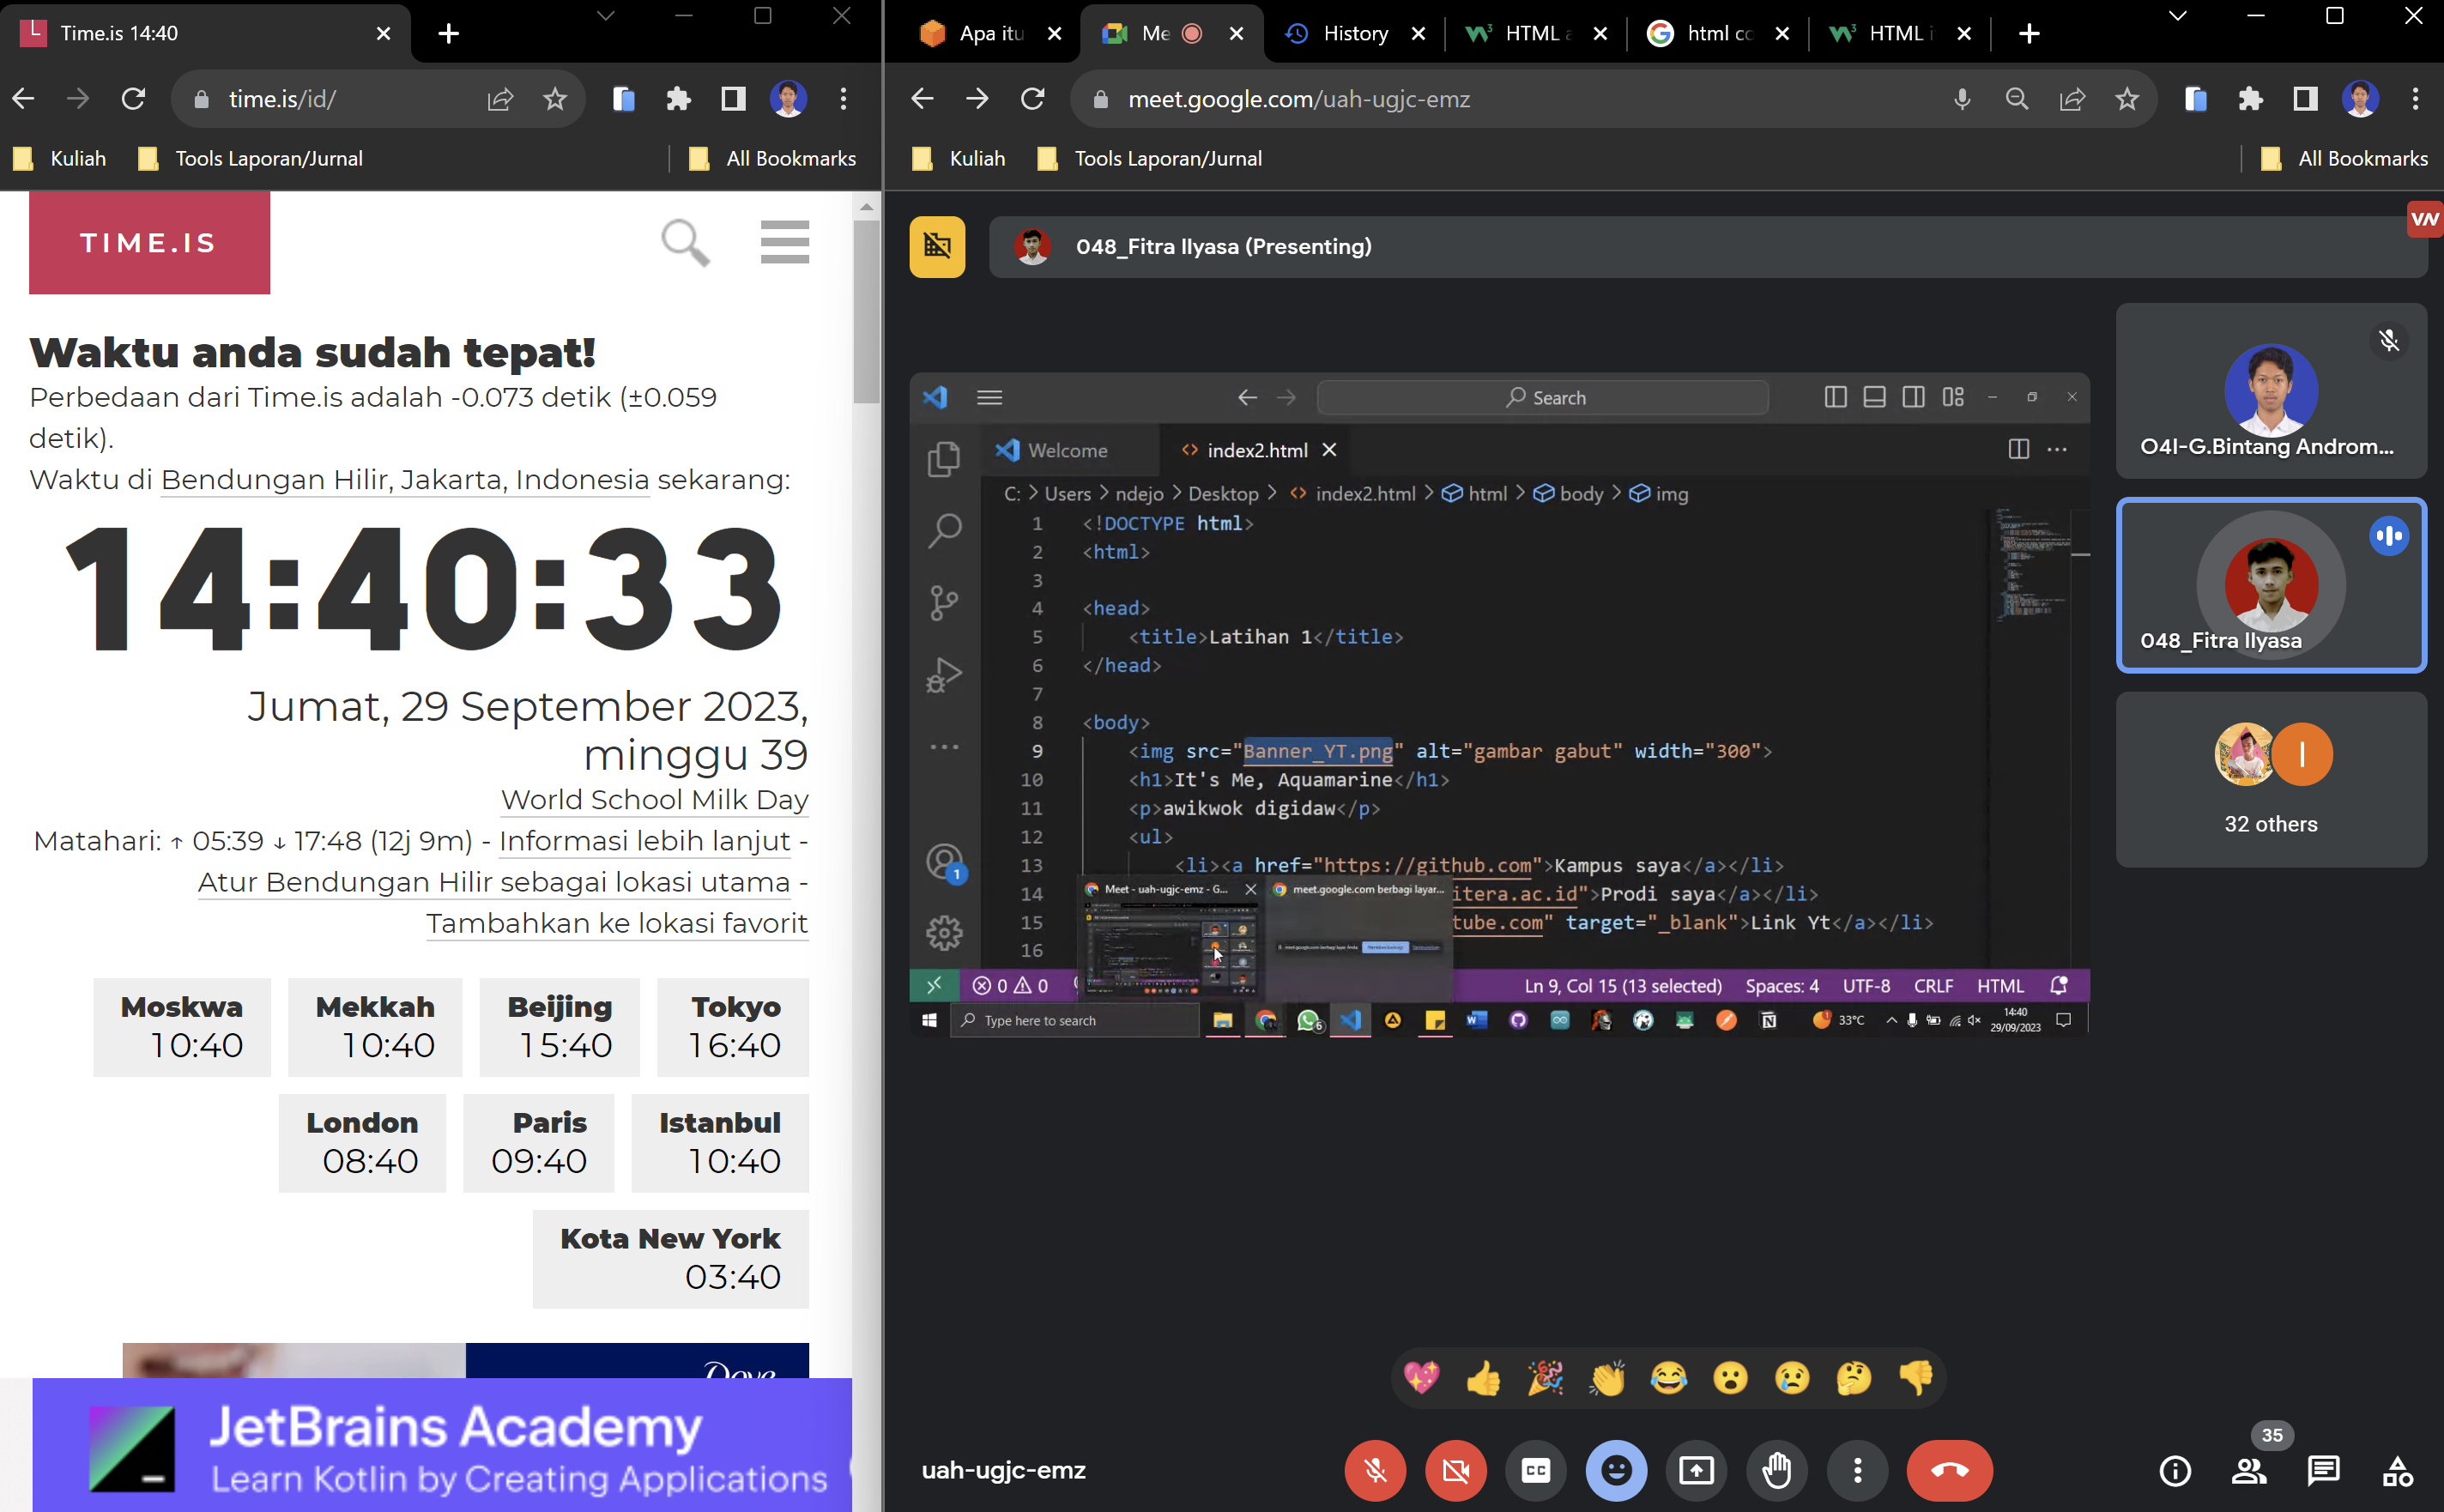 Time.is 14:40
time.is/id/
Kuliah
Tools Laporan/Jurnal
All Bookmarks
TIME.IS
Waktu anda sudah tepat!
Perbedaan dari Time.is adalah -0.073 detik (±0.059
detik).
Waktu di Bendungan Hilir, Jakarta, Indonesia sekarang:
14:40:33
Jumat, 29 September 2023,
minggu 39
World School Milk Day
Matahari: ↑ 05:39 ↓ 17:48 (12j 9m) - Informasi lebih lanjut -
Atur Bendungan Hilir sebagai lokasi utama -
Tambahkan ke lokasi favorit
Moskwa Mekkah Beijing Tokyo
10:40 10:40 15:40 16:40
London Paris Istanbul
08:40 09:40 10:40
Kota New York
03:40
Dove
JetBrains Academy
Learn Kotlin by Creating Applications
Apa itu
Me
History
HTML
html co
HTML
meet.google.com/uah-ugjc-emz
Kuliah
Tools Laporan/Jurnal
All Bookmarks
048_Fitra Ilyasa (Presenting)
Search
Welcome
index2.html
C: > Users > ndejo > Desktop > <> index2.html > html > body > img
1 <!DOCTYPE html>
2 <html>
3
4 <head>
5 <title>Latihan 1</title>
6 </head>
7
8 <body>
9 <img src="Banner_YT.png" alt="gambar gabut" width="300">
10 <h1>It's Me, Aquamarine</h1>
11 <p>awikwok digidaw</p>
12 <ul>
13 <li><a href="https://github.com">Kampus saya</a></li>
14 itera.ac.id">Prodi saya</a></li>
15 tube.com" target="_blank">Link Yt</a></li>
16
Meet - uah-ugjc-emz - G...
meet.google.com berbagi layar...
0 0
Ln 9, Col 15 (13 selected) Spaces: 4 UTF-8 CRLF HTML
Type here to search
6
33°C
14:40
29/09/2023
1
O4I-G.Bintang Androm...
048_Fitra Ilyasa
I
32 others
uah-ugjc-emz
CC
35